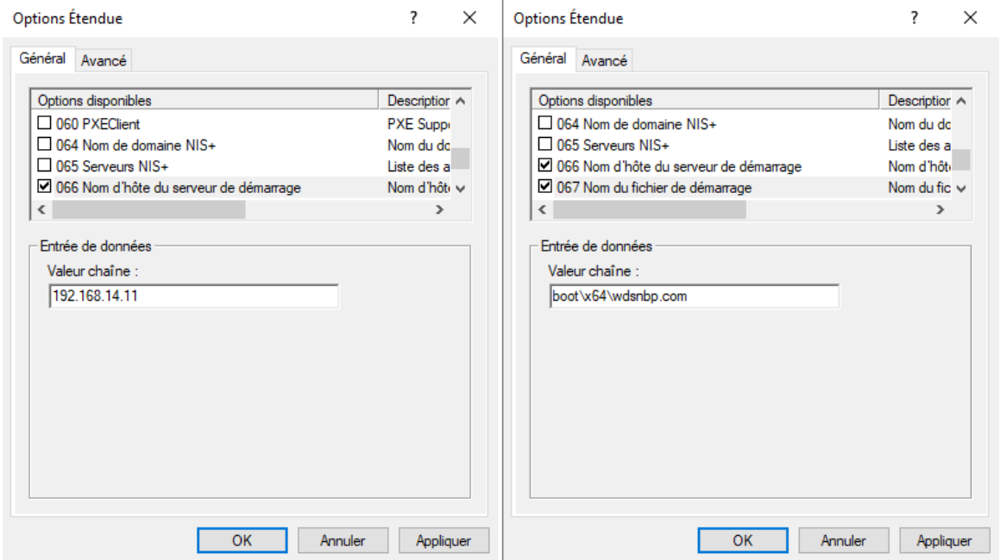 Options Étendue ? ×
Général Avancé
Options disponibles Description
060 PXEClient PXE Suppo
064 Nom de domaine NIS+ Nom du do
065 Serveurs NIS+ Liste des a
066 Nom d'hôte du serveur de démarrage Nom d'hôte
Entrée de données
Valeur chaîne :
192.168.14.11
OK Annuler Appliquer
Options Étendue ? ×
Général Avancé
Options disponibles Description
064 Nom de domaine NIS+ Nom du do
065 Serveurs NIS+ Liste des a
066 Nom d'hôte du serveur de démarrage Nom d'hôte
067 Nom du fichier de démarrage Nom du fic
Entrée de données
Valeur chaîne :
boot\x64\wdsnbp.com
OK Annuler Appliquer